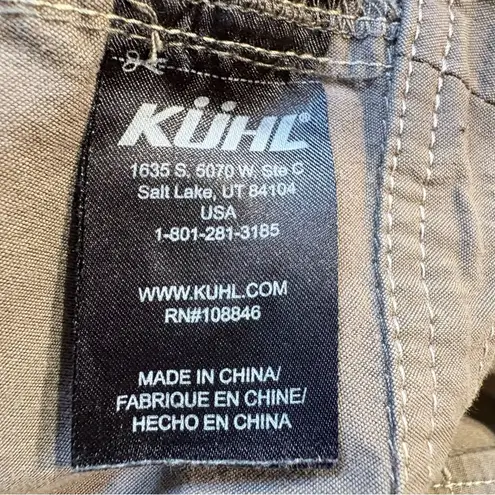 KÜHL®
1635 S. 5070 W. Ste C
Salt Lake, UT 84104
USA
1-801-281-3185
WWW.KUHL.COM
RN#108846
MADE IN CHINA/
FABRIQUE EN CHINE/
HECHO EN CHINA